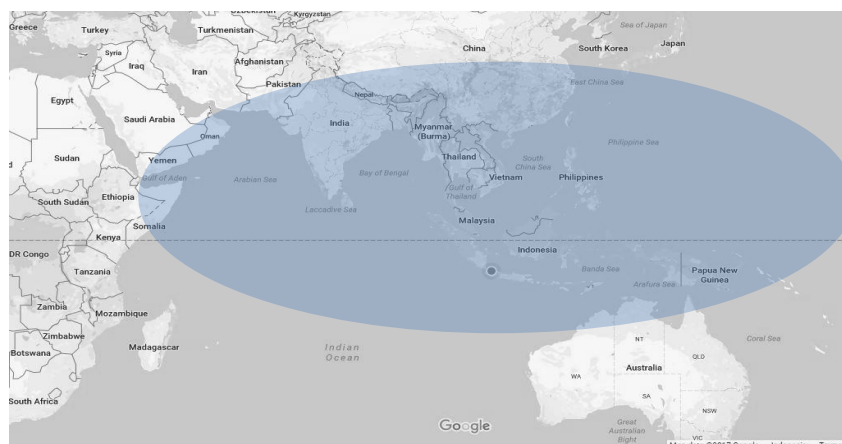 Uzbekistan
Kyrgyzstan
Greece
Turkey
Turkmenistan
Sea of Japan
Syria
Iraq
Iran
Afghanistan
China
South Korea
Japan
Pakistan
East China Sea
Egypt
Nepal
Saudi Arabia
India
Oman
Myanmar
(Burma)
Philippine Sea
Sudan
Yemen
Thailand
South
China Sea
Gulf of Aden
Arabian Sea
Bay of Bengal
Vietnam
Philippines
Ethiopia
Gulf of
Thailand
South Sudan
Laccadive Sea
Malaysia
Somalia
Kenya
Indonesia
DR Congo
Tanzania
Banda Sea
Papua New
Guinea
Arafura Sea
Zambia
Mozambique
Zimbabwe
Madagascar
Indian
Ocean
NT
Coral Sea
Botswana
QLD
Australia
WA
South Africa
SA
NSW
Google
Great
Australian
Bight
VIC